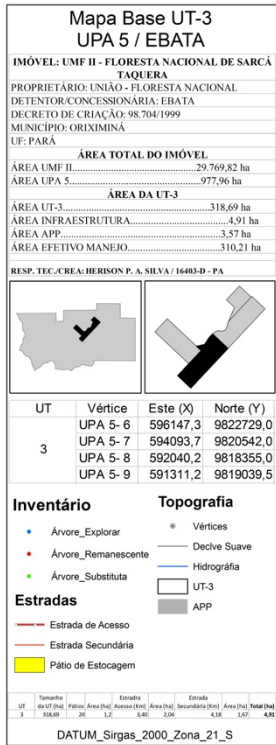 Mapa Base UT-3
UPA 5 / EBATA
IMÓVEL: UMF II - FLORESTA NACIONAL DE SARCÁ
TAQUERA
PROPRIETÁRIO: UNIÃO - FLORESTA NACIONAL
DETENTOR/CONCESSIONÁRIA: EBATA
DECRETO DE CRIAÇÃO: 98.704/1999
MUNICÍPIO: ORIXIMINÁ
UF: PARÁ
ÁREA TOTAL DO IMÓVEL
ÁREA UMF II...............................29.769,82 ha
ÁREA UPA 5...............................977,96 ha
ÁREA DA UT-3
ÁREA UT-3...............................318,69 ha
ÁREA INFRAESTRUTURA...............................4,91 ha
ÁREA APP...............................3,57 ha
ÁREA EFETIVO MANEJO...............................310,21 ha
RESP. TEC./CREA: HERISON P. A. SILVA / 16403-D - PA
UT Vértice Este (X) Norte (Y)
3
UPA 5- 6 596147,3 9822729,0
UPA 5- 7 594093,7 9820542,0
UPA 5- 8 592040,2 9818355,0
UPA 5- 9 591311,2 9819039,5
Inventário
Árvore_Explorar
Árvore_Remanescente
Árvore_Substituta
Estradas
Estrada de Acesso
Estrada Secundária
Pátio de Estocagem
Topografia
Vértices
Declve Suave
Hidrográfia
UT-3
APP
UT Tamanho da UT (ha) Pátios Área (ha) Estradra Acesso (Km) Área (ha) Estrada Secundária (Km) Área (ha) Total (ha)
3 318,69 24 1,2 3,40 2,04 4,18 1,67 4,91
DATUM_Sirgas_2000_Zona_21_S